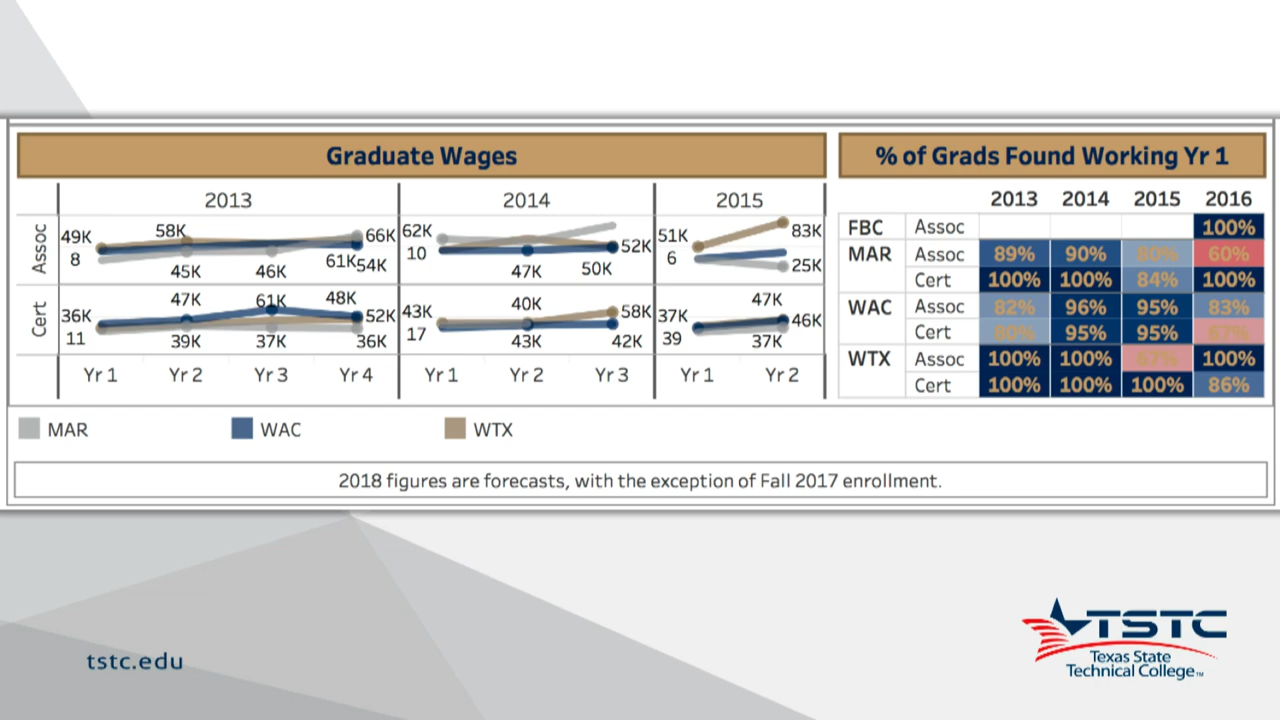 Graduate Wages
2013
2014
2015
Assoc
49K
8
58K
45K
46K
66K
61K
54K
62K
10
47K
50K
52K
51K
6
83K
25K
Cert
36K
11
47K
39K
61K
37K
48K
52K
36K
43K
17
40K
43K
58K
42K
37K
39
47K
46K
37K
Yr 1 Yr 2 Yr 3 Yr 4 Yr 1 Yr 2 Yr 3 Yr 1 Yr 2
MAR WAC WTX
% of Grads Found Working Yr 1
2013 2014 2015 2016
FBC Assoc 100%
MAR Assoc 89% 90% 80% 60%
Cert 100% 100% 84% 100%
WAC Assoc 82% 96% 95% 83%
Cert 80% 95% 95% 67%
WTX Assoc 100% 100% 67% 100%
Cert 100% 100% 100% 86%
2018 figures are forecasts, with the exception of Fall 2017 enrollment.
tstc.edu
TSTC
Texas State
Technical College™